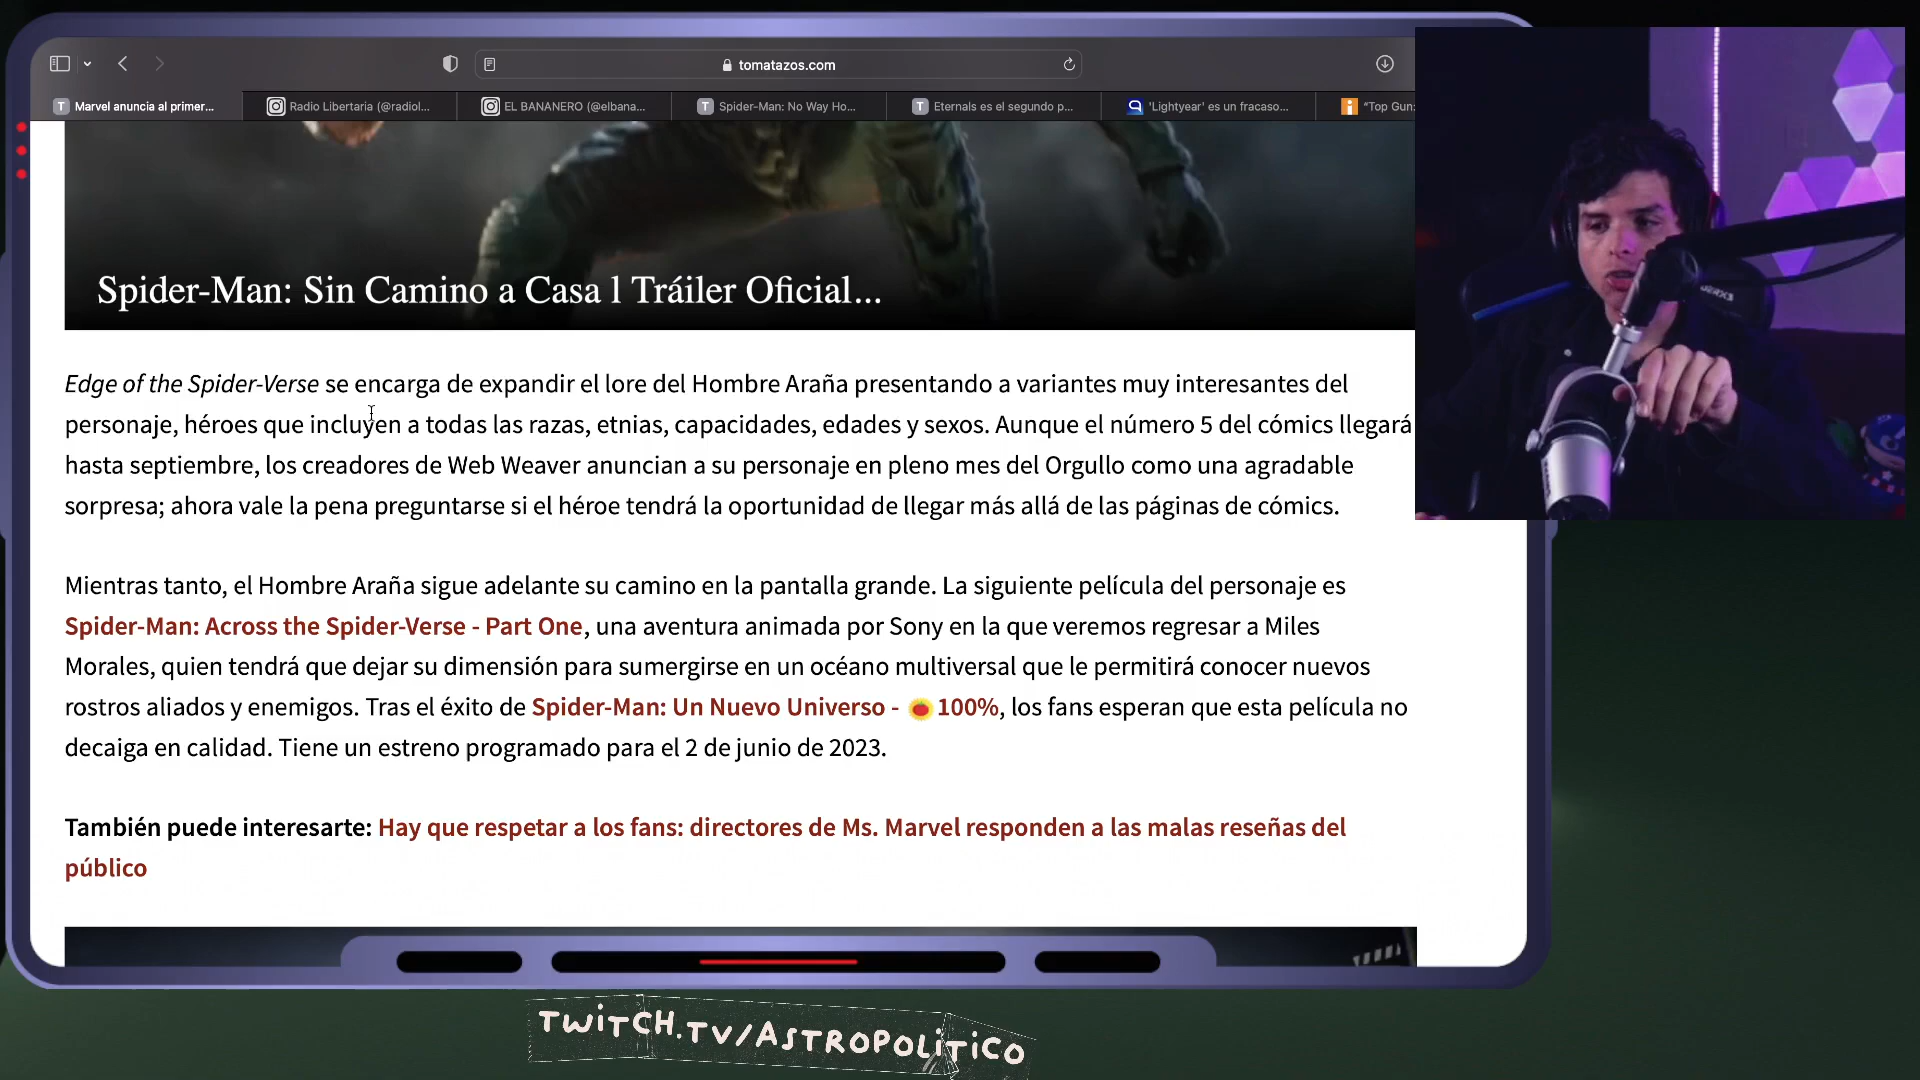 tomatazos.com
Marvel anuncia al primer...
Radio Libertaria (@radiol...
EL BANANERO (@elbana...
Spider-Man: No Way Ho...
Eternals es el segundo p...
'Lightyear' es un fracaso...
“Top Gun:
Spider-Man: Sin Camino a Casa l Tráiler Oficial...
Edge of the Spider-Verse se encarga de expandir el lore del Hombre Araña presentando a variantes muy interesantes del
personaje, héroes que incluyen a todas las razas, etnias, capacidades, edades y sexos. Aunque el número 5 del cómics llegará
hasta septiembre, los creadores de Web Weaver anuncian a su personaje en pleno mes del Orgullo como una agradable
sorpresa; ahora vale la pena preguntarse si el héroe tendrá la oportunidad de llegar más allá de las páginas de cómics.
Mientras tanto, el Hombre Araña sigue adelante su camino en la pantalla grande. La siguiente película del personaje es
Spider-Man: Across the Spider-Verse - Part One, una aventura animada por Sony en la que veremos regresar a Miles
Morales, quien tendrá que dejar su dimensión para sumergirse en un océano multiversal que le permitirá conocer nuevos
rostros aliados y enemigos. Tras el éxito de Spider-Man: Un Nuevo Universo - 100%, los fans esperan que esta película no
decaiga en calidad. Tiene un estreno programado para el 2 de junio de 2023.
También puede interesarte: Hay que respetar a los fans: directores de Ms. Marvel responden a las malas reseñas del
público
TWITCH.TV/ASTROPOLITICO